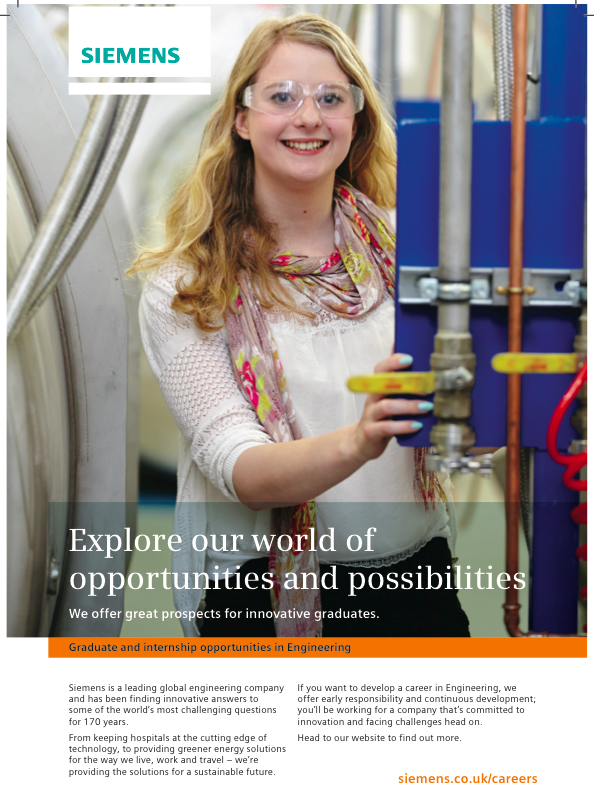 SIEMENS
Explore our world of
opportunities and possibilities
We offer great prospects for innovative graduates.
Graduate and internship opportunities in Engineering
Siemens is a leading global engineering company
and has been finding innovative answers to
some of the world's most challenging questions
for 170 years.
From keeping hospitals at the cutting edge of
technology, to providing greener energy solutions
for the way we live, work and travel – we're
providing the solutions for a sustainable future.
If you want to develop a career in Engineering, we
offer early responsibility and continuous development;
you'll be working for a company that's committed to
innovation and facing challenges head on.
Head to our website to find out more.
siemens.co.uk/careers